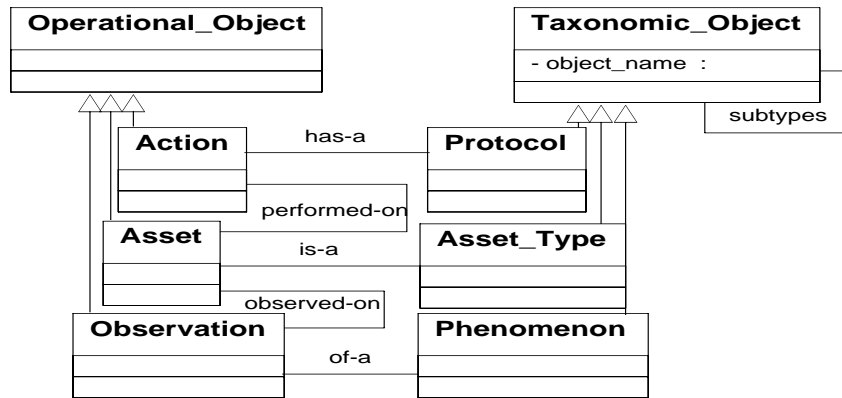 Operational_Object
Taxonomic_Object
- object_name :
subtypes
Action
has-a
Protocol
performed-on
Asset
is-a
Asset_Type
observed-on
Observation
of-a
Phenomenon